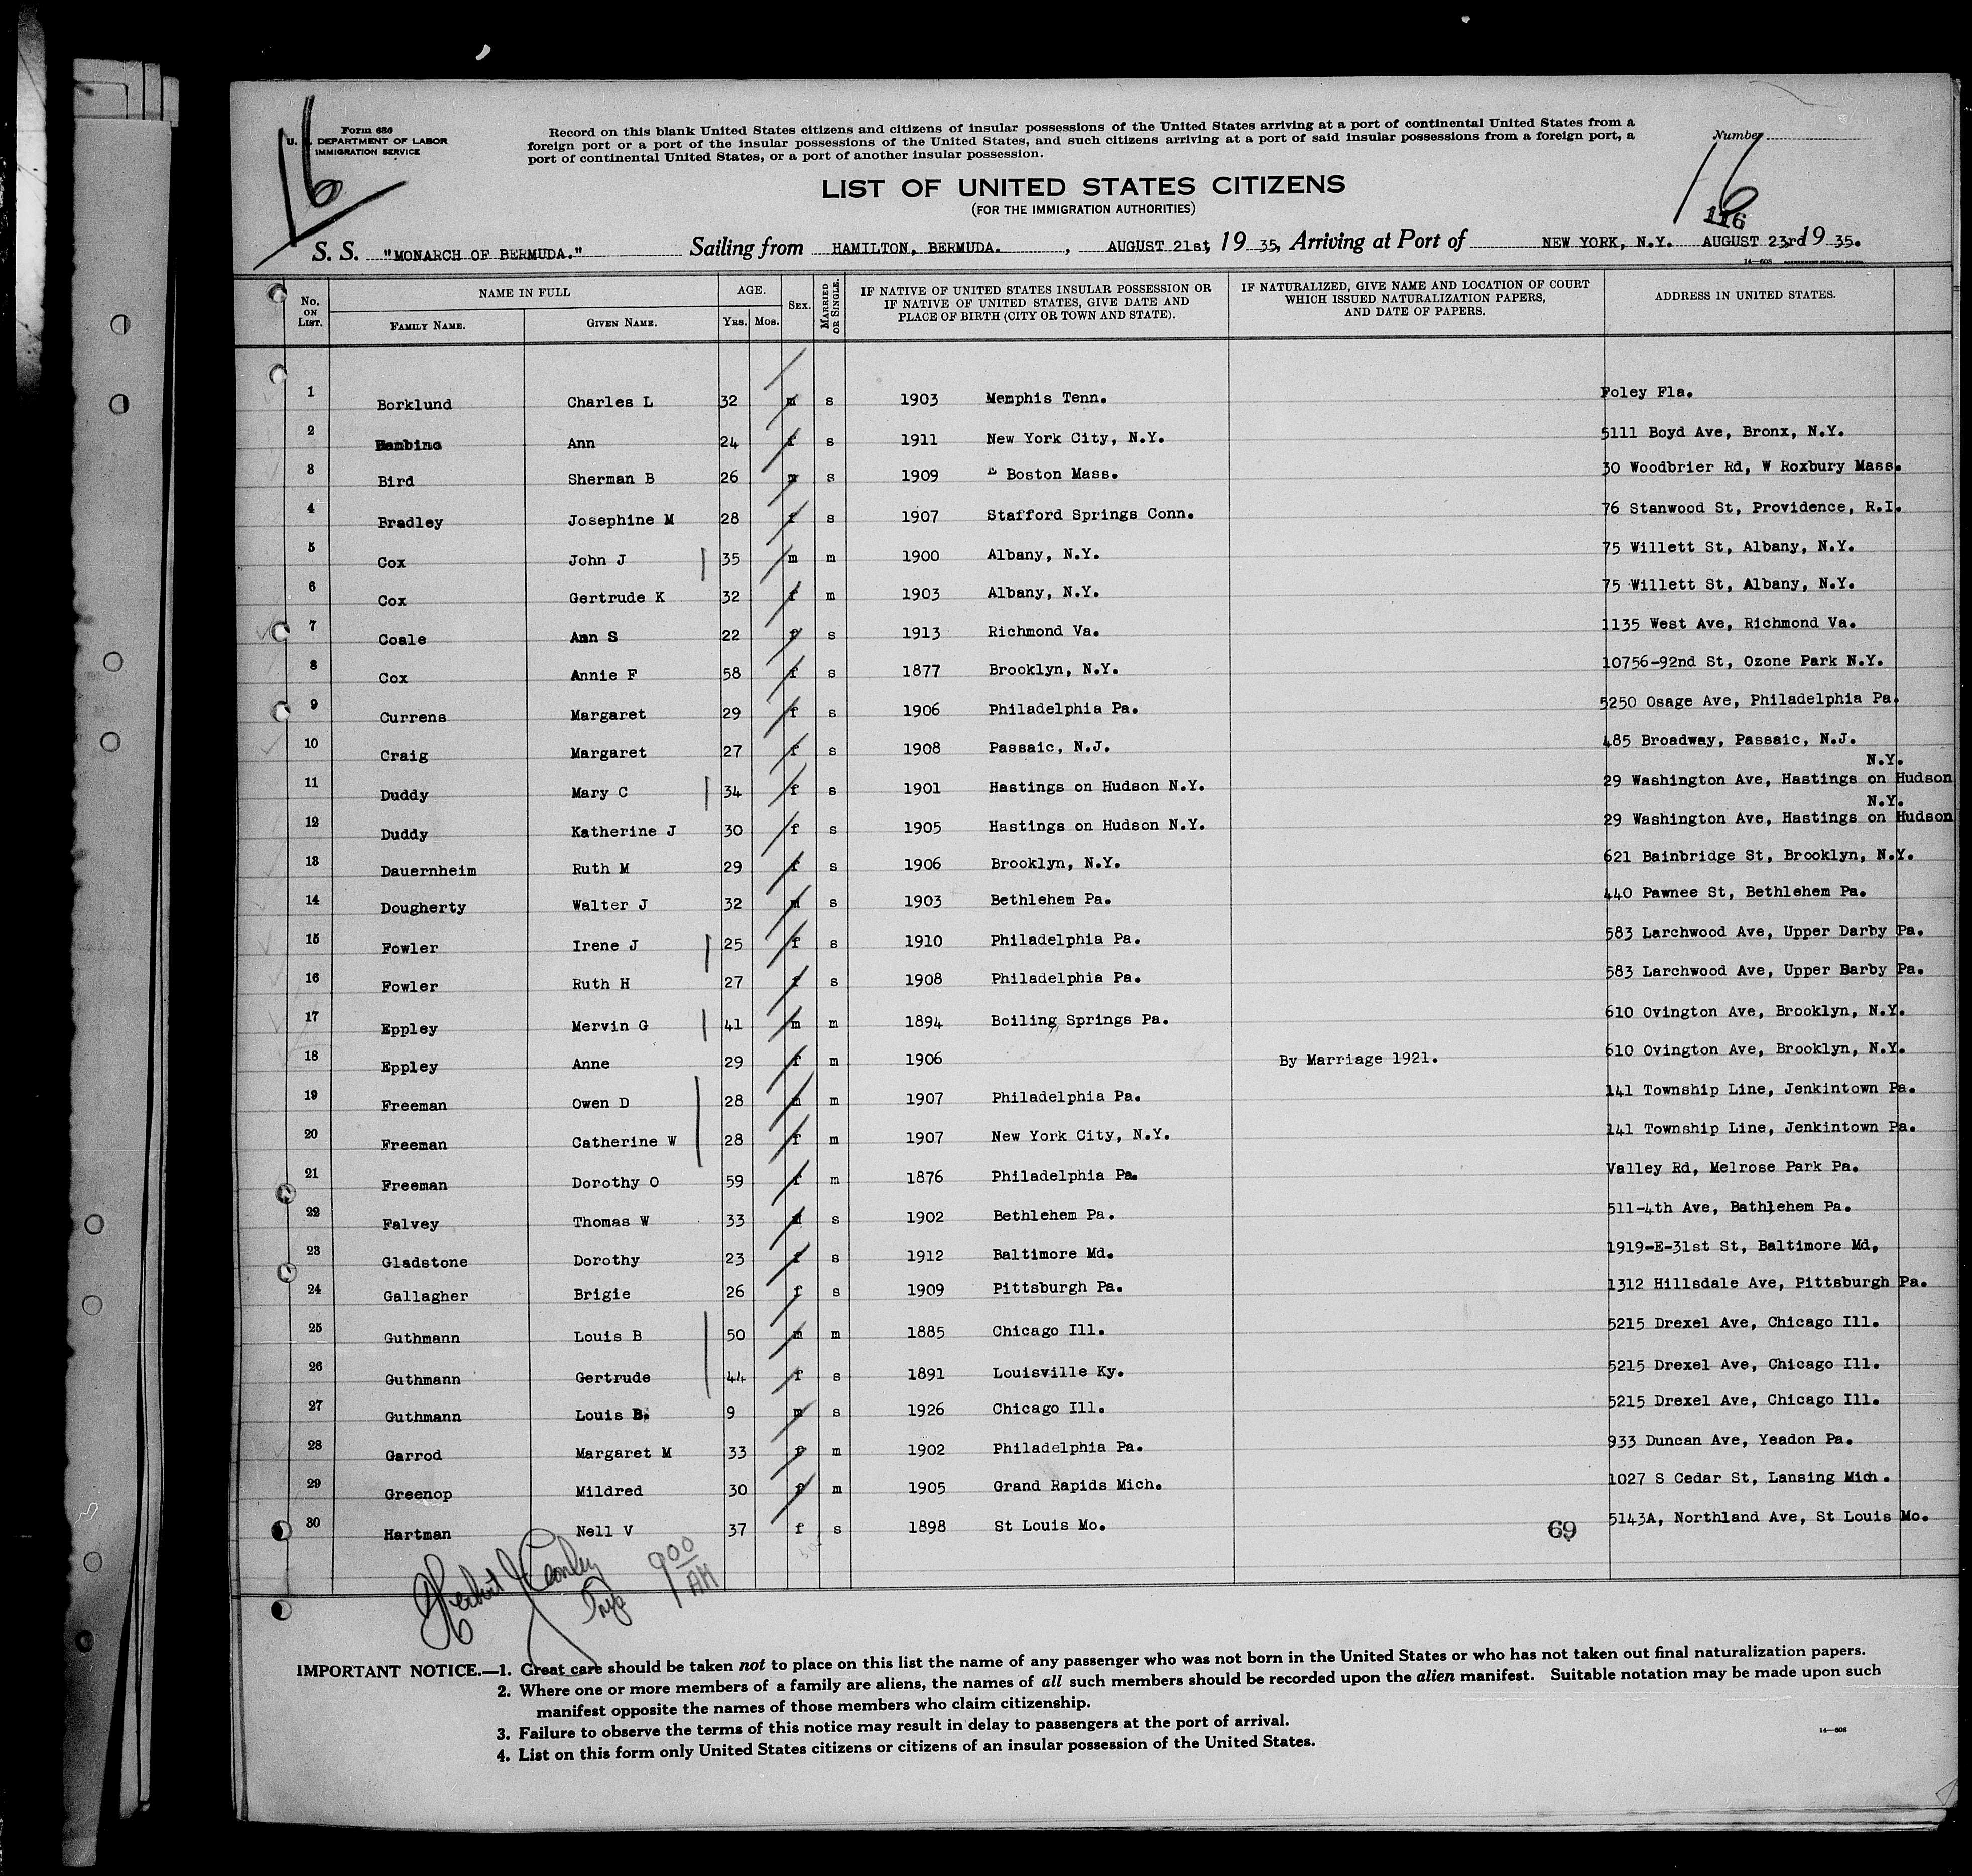 16
Form 686
U. S. DEPARTMENT OF LABOR
IMMIGRATION SERVICE
Record on this blank United States citizens and citizens of insular possessions of the United States arriving at a port of continental United States from a
foreign port or a port of the insular possessions of the United States, and such citizens arriving at a port of said insular possessions from a foreign port, a
port of continental United States, or a port of another insular possession.
Number
16
116
LIST OF UNITED STATES CITIZENS
(FOR THE IMMIGRATION AUTHORITIES)
S. S. "MONARCH OF BERMUDA." Sailing from HAMILTON, BERMUDA. , AUGUST 21st, 19 35, Arriving at Port of NEW YORK, N.Y. AUGUST 23rd 19 35.
14—608 GOVERNMENT PRINTING OFFICE
No. ON LIST. NAME IN FULL FAMILY NAME. GIVEN NAME. AGE. YRS. MOS. SEX. MARRIED OR SINGLE. IF NATIVE OF UNITED STATES INSULAR POSSESSION OR IF NATIVE OF UNITED STATES, GIVE DATE AND PLACE OF BIRTH (CITY OR TOWN AND STATE). IF NATURALIZED, GIVE NAME AND LOCATION OF COURT WHICH ISSUED NATURALIZATION PAPERS, AND DATE OF PAPERS. ADDRESS IN UNITED STATES.
1 Borklund Charles L 32 m s 1903 Memphis Tenn. Foley Fla.
2 Bambino Ann 24 f s 1911 New York City, N.Y. 5111 Boyd Ave, Bronx, N.Y.
3 Bird Sherman B 26 m s 1909 Boston Mass. 30 Woodbrier Rd, W Roxbury Mass.
4 Bradley Josephine M 28 f s 1907 Stafford Springs Conn. 76 Stanwood St, Providence, R.I.
5 Cox John J 35 m m 1900 Albany, N.Y. 75 Willett St, Albany, N.Y.
6 Cox Gertrude K 32 f m 1903 Albany, N.Y. 75 Willett St, Albany, N.Y.
7 Coale Ann S 22 f s 1913 Richmond Va. 1135 West Ave, Richmond Va.
8 Cox Annie F 58 f s 1877 Brooklyn, N.Y. 10756-92nd St, Ozone Park N.Y.
9 Currens Margaret 29 f s 1906 Philadelphia Pa. 5250 Osage Ave, Philadelphia Pa.
10 Craig Margaret 27 f s 1908 Passaic, N.J. 485 Broadway, Passaic, N.J.
N.Y.
11 Duddy Mary C 34 f s 1901 Hastings on Hudson N.Y. 29 Washington Ave, Hastings on Hudson
N.Y.
12 Duddy Katherine J 30 f s 1905 Hastings on Hudson N.Y. 29 Washington Ave, Hastings on Hudson
13 Dauernheim Ruth M 29 f s 1906 Brooklyn, N.Y. 621 Bainbridge St, Brooklyn, N.Y.
14 Dougherty Walter J 32 m s 1903 Bethlehem Pa. 440 Pawnee St, Bethlehem Pa.
15 Fowler Irene J 25 f s 1910 Philadelphia Pa. 583 Larchwood Ave, Upper Darby Pa.
16 Fowler Ruth H 27 f s 1908 Philadelphia Pa. 583 Larchwood Ave, Upper Barby Pa.
17 Eppley Mervin G 41 m m 1894 Boiling Springs Pa. 610 Ovington Ave, Brooklyn, N.Y.
18 Eppley Anne 29 f m 1906 By Marriage 1921. 610 Ovington Ave, Brooklyn, N.Y.
19 Freeman Owen D 28 m m 1907 Philadelphia Pa. 141 Township Line, Jenkintown Pa.
20 Freeman Catherine W 28 f m 1907 New York City, N.Y. 141 Township Line, Jenkintown Pa.
21 Freeman Dorothy O 59 f m 1876 Philadelphia Pa. Valley Rd, Melrose Park Pa.
22 Falvey Thomas W 33 m s 1902 Bethlehem Pa. 511-4th Ave, Bathlehem Pa.
23 Gladstone Dorothy 23 f s 1912 Baltimore Md. 1919-E-31st St, Baltimore Md,
24 Gallagher Brigie 26 f s 1909 Pittsburgh Pa. 1312 Hillsdale Ave, Pittsburgh Pa.
25 Guthmann Louis B 50 m m 1885 Chicago Ill. 5215 Drexel Ave, Chicago Ill.
26 Guthmann Gertrude 44 f s 1891 Louisville Ky. 5215 Drexel Ave, Chicago Ill.
27 Guthmann Louis B. 9 m s 1926 Chicago Ill. 5215 Drexel Ave, Chicago Ill.
28 Garrod Margaret M 33 f m 1902 Philadelphia Pa. 933 Duncan Ave, Yeadon Pa.
29 Greenop Mildred 30 f m 1905 Grand Rapids Mich. 1027 S Cedar St, Lansing Mich.
30 Hartman Nell V 37 f s 1898 St Louis Mo. 5143A, Northland Ave, St Louis Mo.
69
9 00 AM
IMPORTANT NOTICE.—1. Great care should be taken not to place on this list the name of any passenger who was not born in the United States or who has not taken out final naturalization papers.
2. Where one or more members of a family are aliens, the names of all such members should be recorded upon the alien manifest. Suitable notation may be made upon such
manifest opposite the names of those members who claim citizenship.
3. Failure to observe the terms of this notice may result in delay to passengers at the port of arrival.
4. List on this form only United States citizens or citizens of an insular possession of the United States.
14—608